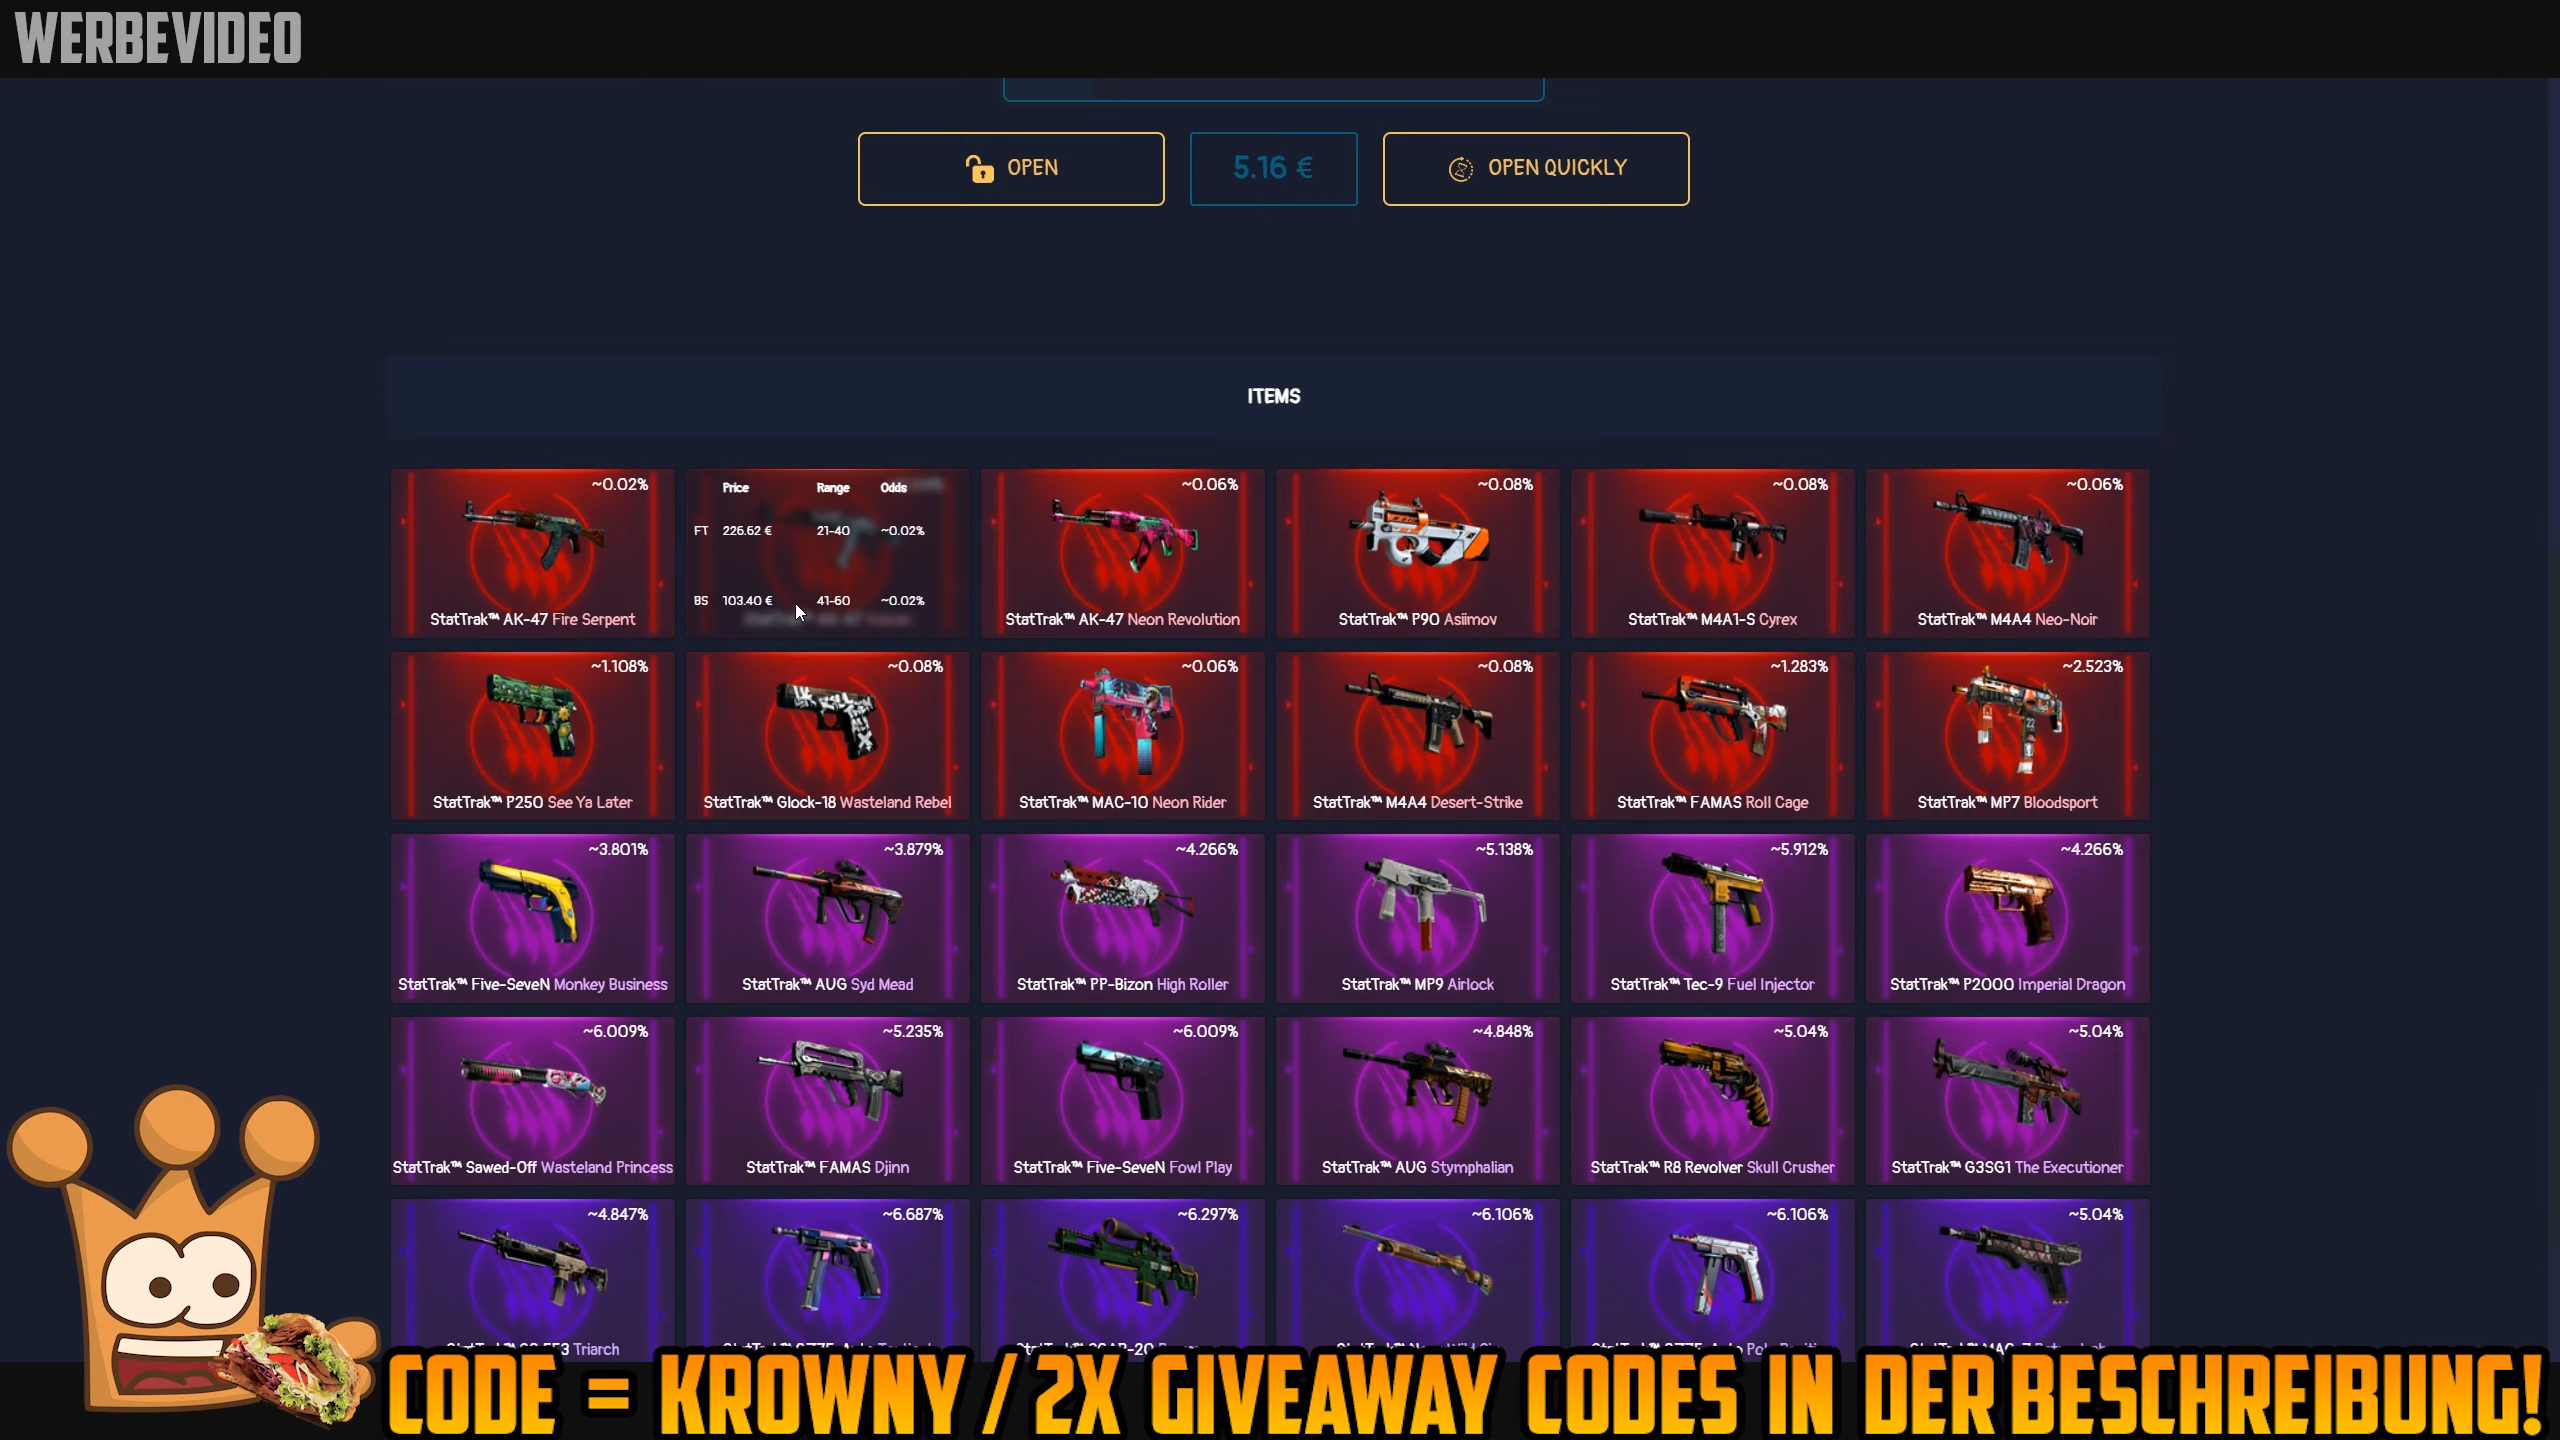 WERBEVIDEO
OPEN
5.16 €
OPEN QUICKLY
ITEMS
~0.02%
Price Range Odds
~0.06%
~0.08%
~0.08%
~0.06%
FT 226.62 € 21-40 ~0.02%
BS 103.40 € 41-60 ~0.02%
StatTrak™ AK-47 Fire Serpent
StatTrak™ AK-47 Neon Revolution
StatTrak™ P90 Asiimov
StatTrak™ M4A1-S Cyrex
StatTrak™ M4A4 Neo-Noir
~1.108%
~0.08%
~0.06%
~0.08%
~1.283%
~2.523%
StatTrak™ P250 See Ya Later
StatTrak™ Glock-18 Wasteland Rebel
StatTrak™ MAC-10 Neon Rider
StatTrak™ M4A4 Desert-Strike
StatTrak™ FAMAS Roll Cage
StatTrak™ MP7 Bloodsport
~3.801%
~3.879%
~4.266%
~5.138%
~5.912%
~4.266%
StatTrak™ Five-SeveN Monkey Business
StatTrak™ AUG Syd Mead
StatTrak™ PP-Bizon High Roller
StatTrak™ MP9 Airlock
StatTrak™ Tec-9 Fuel Injector
StatTrak™ P2000 Imperial Dragon
~6.009%
~5.235%
~6.009%
~4.848%
~5.04%
~5.04%
StatTrak™ Sawed-Off Wasteland Princess
StatTrak™ FAMAS Djinn
StatTrak™ Five-SeveN Fowl Play
StatTrak™ AUG Stymphalian
StatTrak™ R8 Revolver Skull Crusher
StatTrak™ G3SG1 The Executioner
~4.847%
~6.687%
~6.297%
~6.106%
~6.106%
~5.04%
Triarch
CODE = KROWNY / 2X GIVEAWAY CODES IN DER BESCHREIBUNG!